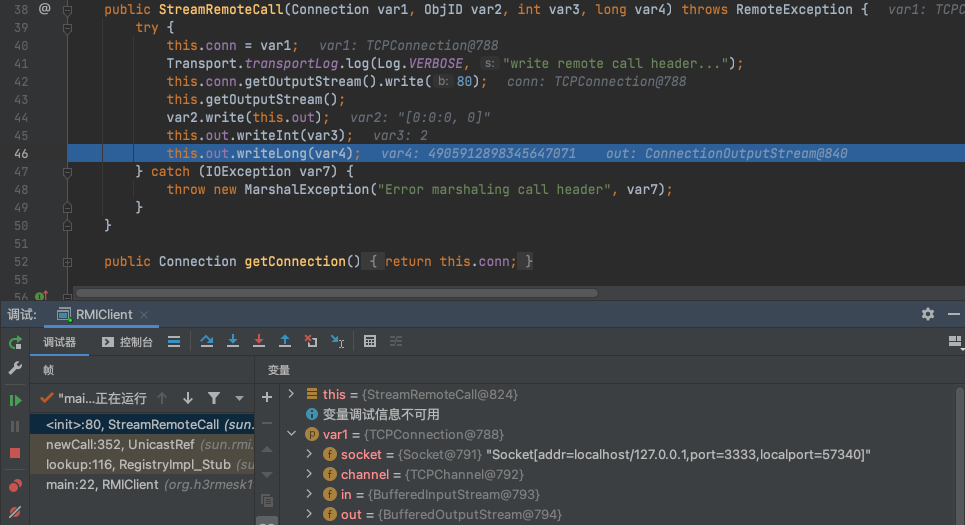 38 @ public StreamRemoteCall(Connection var1, ObjID var2, int var3, long var4) throws RemoteException { var1: TCP
39 try {
40 this.conn = var1; var1: TCPConnection@788
41 Transport.transportLog.log(Log.VERBOSE, s: "write remote call header...");
42 this.conn.getOutputStream().write( b: 80); conn: TCPConnection@788
43 this.getOutputStream();
44 var2.write(this.out); var2: "[0:0:0, 0]"
45 this.out.writeInt(var3); var3: 2
46 this.out.writeLong(var4); var4: 4905912898345647071 out: ConnectionOutputStream@840
47 } catch (IOException var7) {
48 throw new MarshalException("Error marshaling call header", var7);
49 }
50 }
51
52 public Connection getConnection() { return this.conn; }
55
56
调试: RMIClient
调试器 控制台
帧 变量
"mai...正在运行
<init>:80, StreamRemoteCall (sun.
newCall:352, UnicastRef (sun.rmi.
lookup:116, RegistryImpl_Stub (su
main:22, RMIClient (org.h3rmesk1
this = {StreamRemoteCall@824}
变量调试信息不可用
var1 = {TCPConnection@788}
socket = {Socket@791} "Socket[addr=localhost/127.0.0.1,port=3333,localport=57340]"
channel = {TCPChannel@792}
in = {BufferedInputStream@793}
out = {BufferedOutputStream@794}